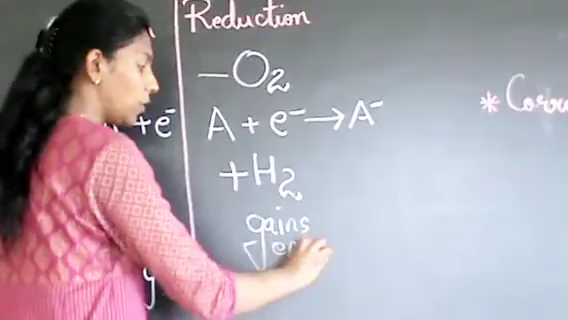 Reduction
— O₂
+e⁻ A + e⁻ → A⁻
+ H₂
gains